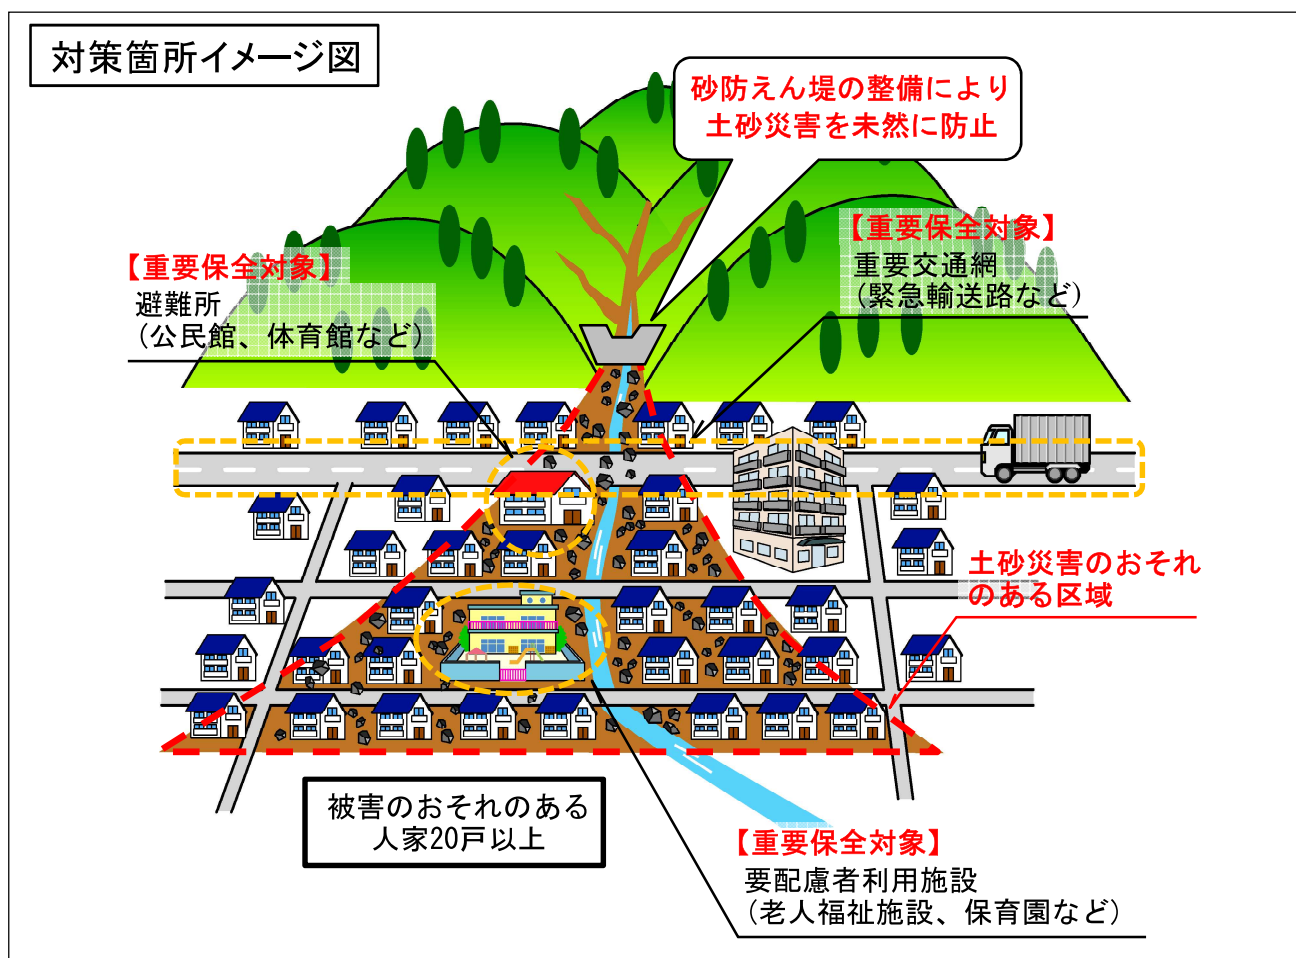 対策箇所イメージ図
砂防えん堤の整備により
土砂災害を未然に防止
【重要保全対象】
重要交通網
(緊急輸送路など)
【重要保全対象】
避難所
(公民館、体育館など)
土砂災害のおそれ
のある区域
被害のおそれのある
人家20戸以上
【重要保全対象】
要配慮者利用施設
(老人福祉施設、保育園など)